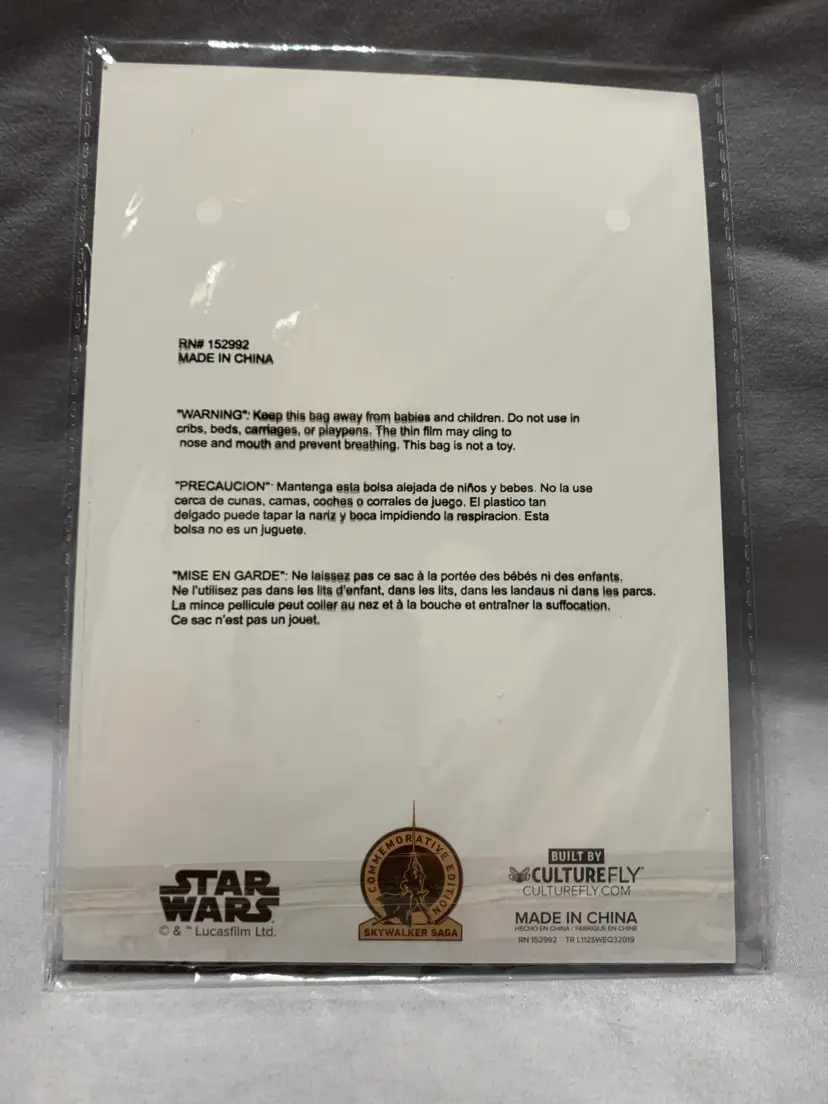 RN# 152992
MADE IN CHINA
"WARNING": Keep this bag away from babies and children. Do not use in
cribs, beds, carriages, or playpens. The thin film may cling to
nose and mouth and prevent breathing. This bag is not a toy.
"PRECAUCION": Mantenga esta bolsa alejada de niños y bebes. No la use
cerca de cunas, camas, coches o corrales de juego. El plastico tan
delgado puede tapar la nariz y boca impidiendo la respiracion. Esta
bolsa no es un juguete.
"MISE EN GARDE": Ne laissez pas ce sac à la portée des bébés ni des enfants.
Ne l'utilisez pas dans les lits d'enfant, dans les lits, dans les landaus ni dans les parcs.
La mince pellicule peut coller au nez et à la bouche et entraîner la suffocation.
Ce sac n'est pas un jouet.
STAR
WARS
© & ™ Lucasfilm Ltd.
COMMEMORATIVE EDITION
SKYWALKER SAGA
BUILT BY
CULTUREFLY®
CULTUREFLY.COM
MADE IN CHINA
HECHO EN CHINA / FABRIQUE EN CHINE
RN 152992 TR L1125WEQ32019